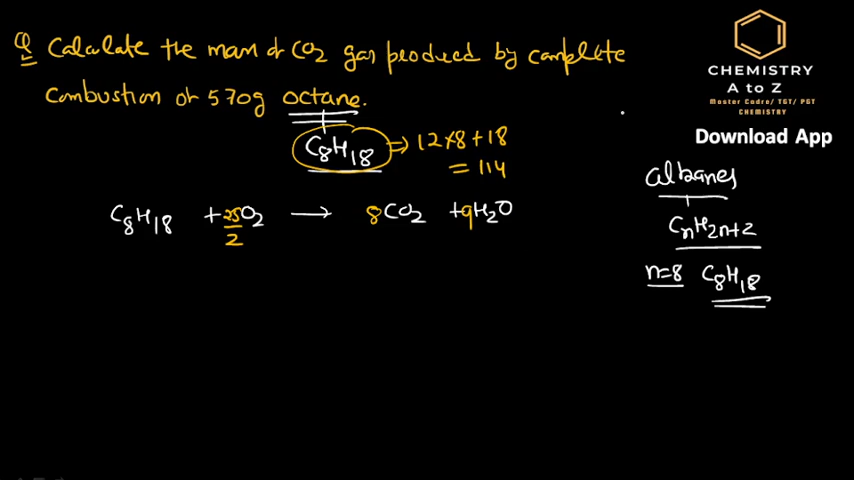 Q Calculate the mass of CO2 gas produced by complete
combustion of 570g octane.
C8H18 => 12×8+18
= 114
C8H18 + 25/2 O2 → 8CO2 + 9H2O
CHEMISTRY
A to Z
Master Cadre/ TGT/ PGT
CHEMISTRY
Download App
alkanes
CnH2n+2
n=8 C8H18